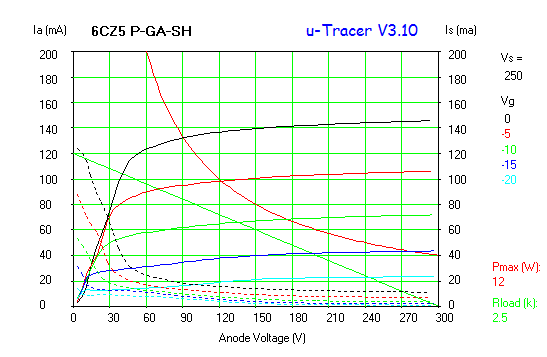 Ia (mA) 6CZ5 P-GA-SH u-Tracer V3.10 Is (ma)
200 200
180 180
160 160
140 140
120 120
100 100
80 80
60 60
40 40
20 20
0 0
0 30 60 90 120 150 180 210 240 270 300
Anode Voltage (V)
Vs =
250
Vg
0
-5
-10
-15
-20
Pmax (W):
12
Rload (k):
2.5